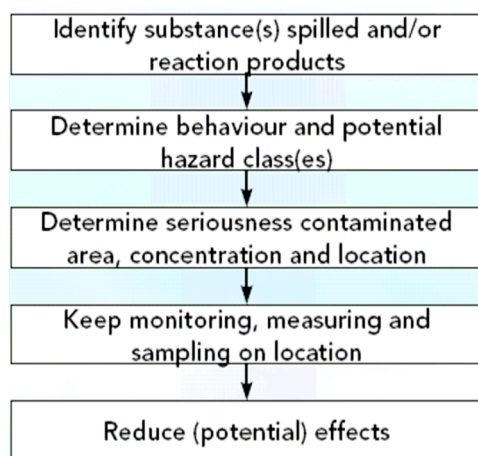 Identify substance(s) spilled and/or
reaction products
Determine behaviour and potential
hazard class(es)
Determine seriousness contaminated
area, concentration and location
Keep monitoring, measuring and
sampling on location
Reduce (potential) effects